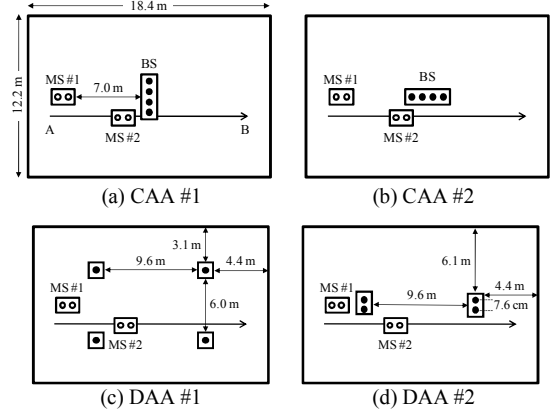 18.4 m
12.2 m
MS #1
7.0 m
BS
A
B
MS #2
(a) CAA #1
MS #1
BS
MS #2
(b) CAA #2
3.1 m
9.6 m
4.4 m
MS #1
6.0 m
MS #2
(c) DAA #1
6.1 m
MS #1
9.6 m
4.4 m
7.6 cm
MS #2
(d) DAA #2